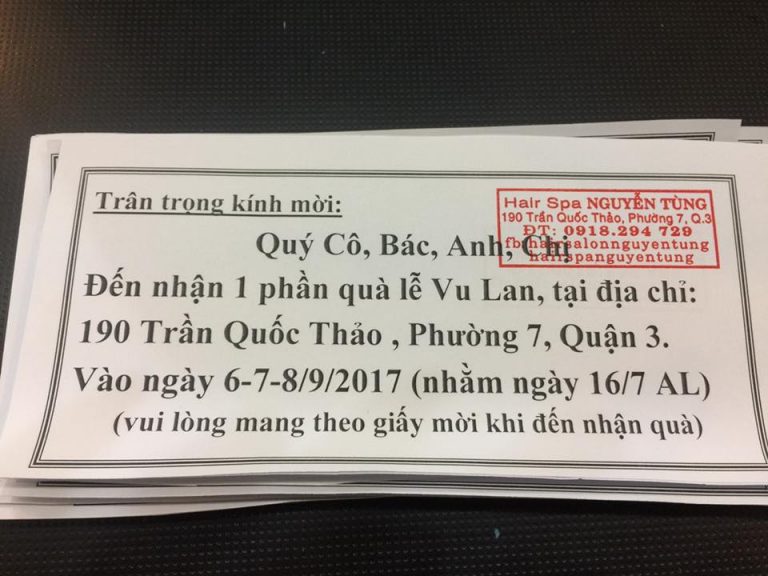 Trân trọng kính mời:
Hair Spa NGUYỄN TÙNG
190 Trần Quốc Thảo, Phường 7, Q.3
ĐT: 0918.294 729
fb:hairsalonnguyentung
hairspanguyentung
Quý Cô, Bác, Anh, Chị
Đến nhận 1 phần quà lễ Vu Lan, tại địa chỉ:
190 Trần Quốc Thảo , Phường 7, Quận 3.
Vào ngày 6-7-8/9/2017 (nhằm ngày 16/7 AL)
(vui lòng mang theo giấy mời khi đến nhận quà)